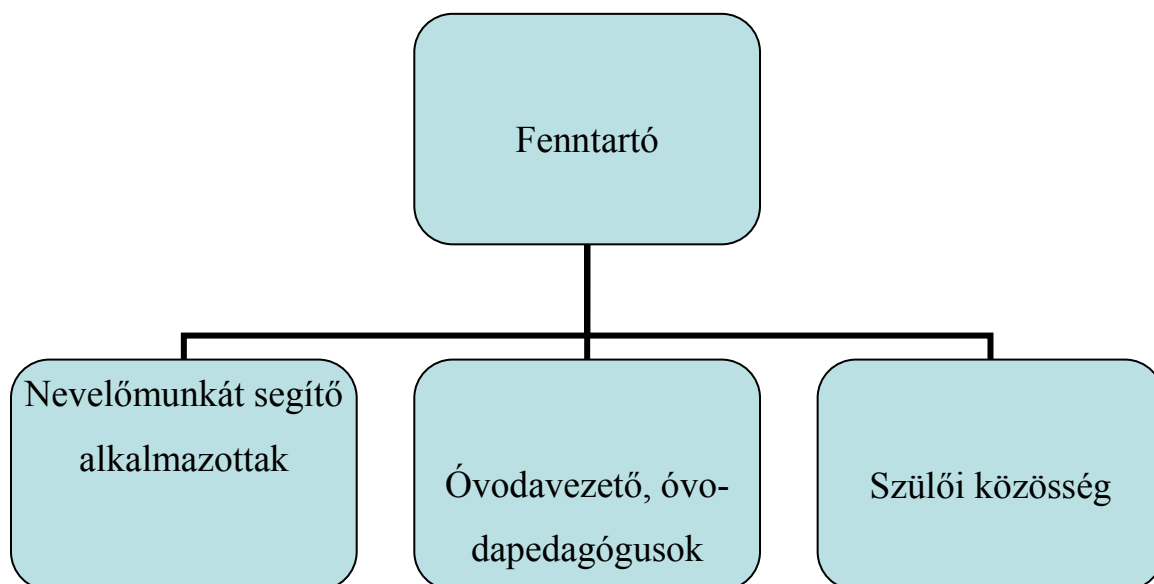 Fenntartó
Nevelőmunkát segítő
alkalmazottak
Óvodavezető, óvo-
dapedagógusok
Szülői közösség